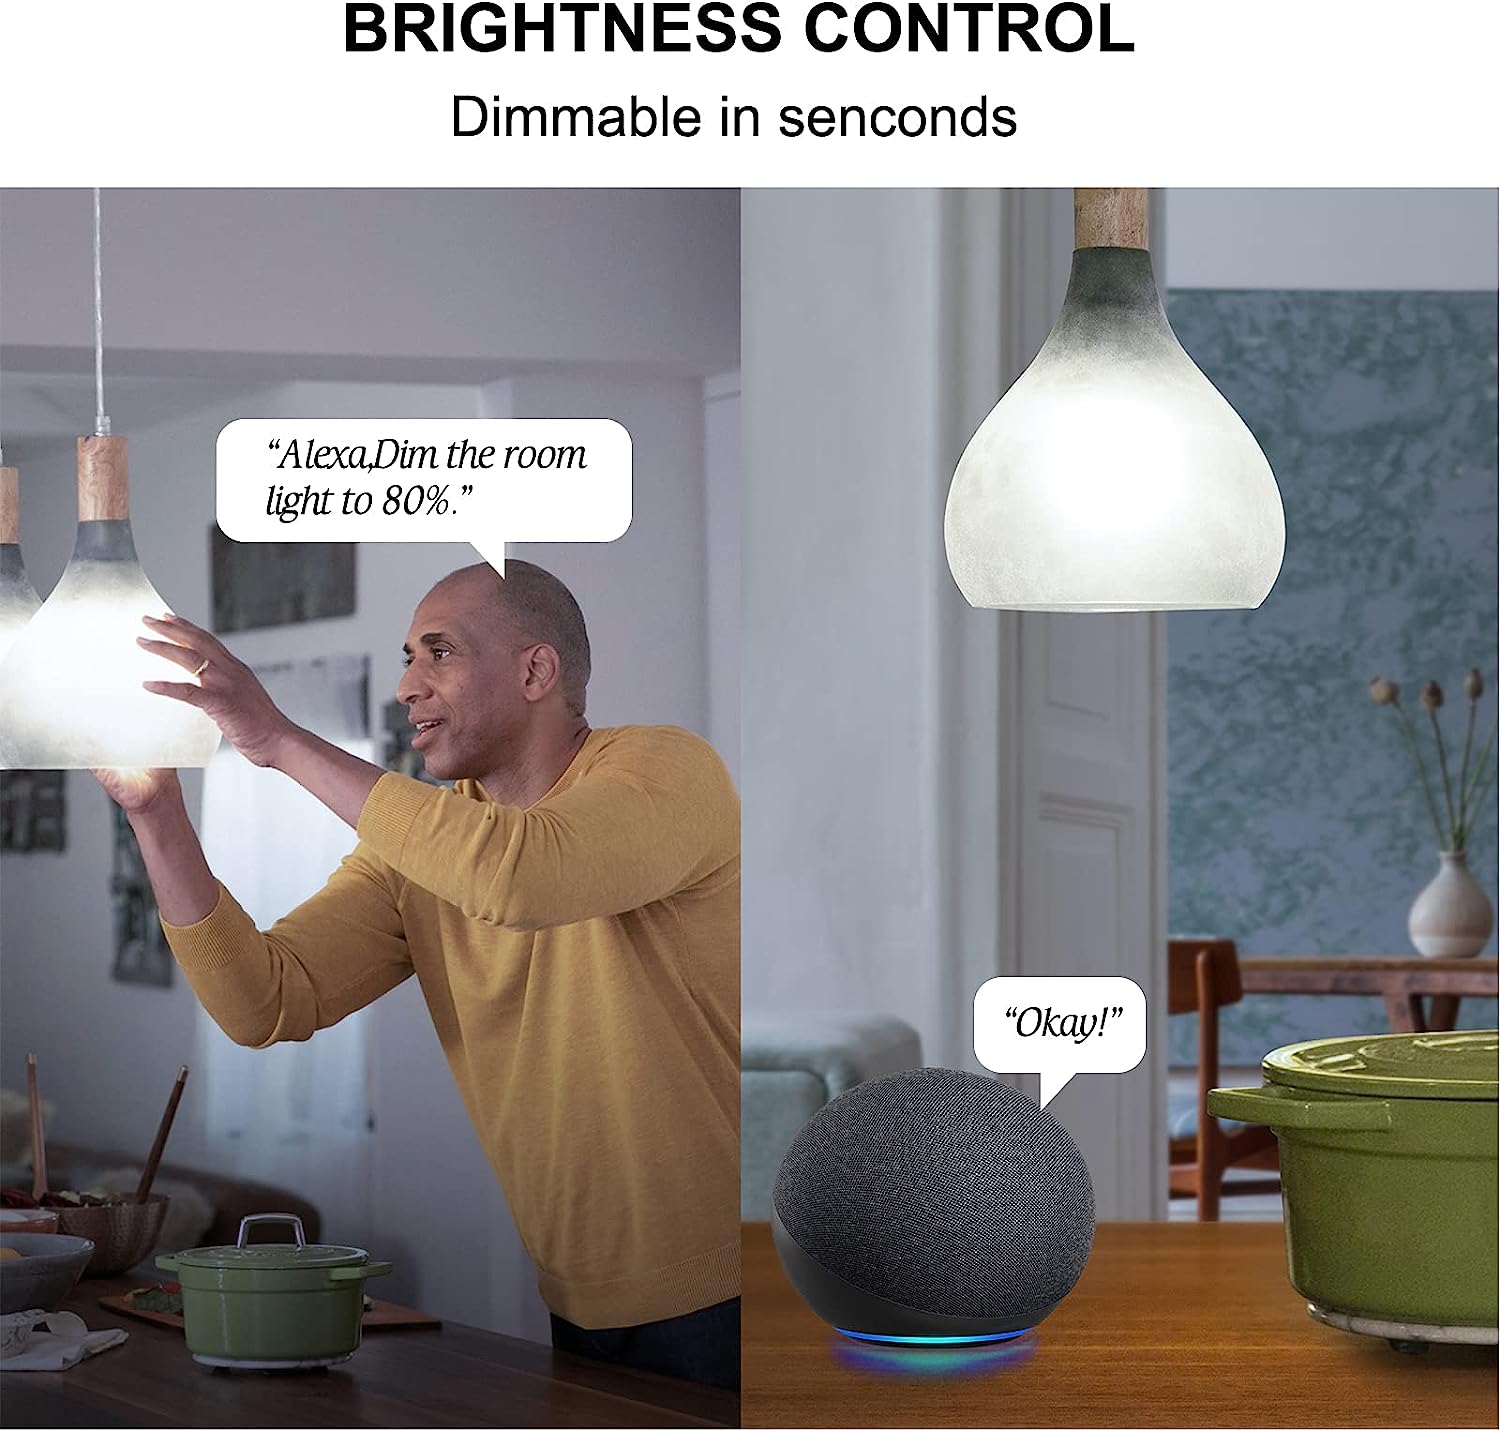 BRIGHTNESS CONTROL
Dimmable in senconds
“Alexa,Dim the room
light to 80%.”
“Okay!”